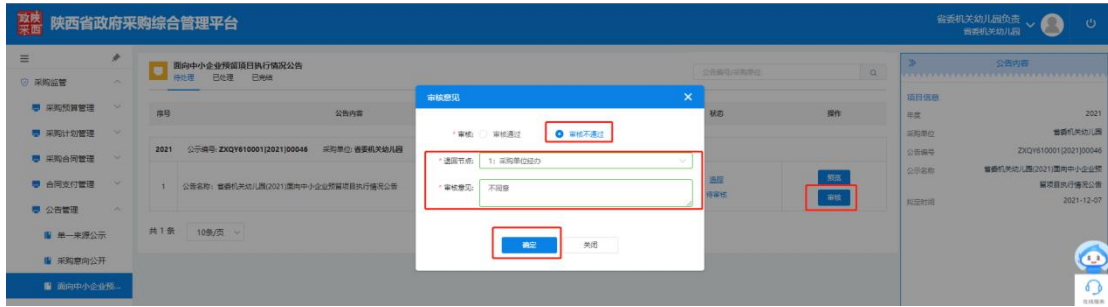 陕西省政府采购综合管理平台
省委机关幼儿园负责
省委机关幼儿园
采购监管
采购预算管理
采购计划管理
采购合同管理
合同支付管理
公告管理
单一来源公示
采购意向公开
面向中小企业预...
面向中小企业预留项目执行情况公告
待处理 已处理 已完结
公告编号/采购单位
序号 公告内容 状态 操作
2021 公示编号: ZXQY610001[2021]00046 采购单位: 省委机关幼儿园
1 公告名称: 省委机关幼儿园(2021)面向中小企业预留项目执行情况公告
追踪
待审核
预览
审核
共 1 条 10条/页
审核意见
* 审核: 审核通过 审核不通过
* 退回节点: 1: 采购单位经办
* 审核意见: 不同意
确定 关闭
公告内容
项目信息
年度 2021
采购单位 省委机关幼儿园
公告编号 ZXQY610001[2021]00046
公示名称 省委机关幼儿园(2021)面向中小企业预
留项目执行情况公告
拟定时间 2021-12-07
在线服务